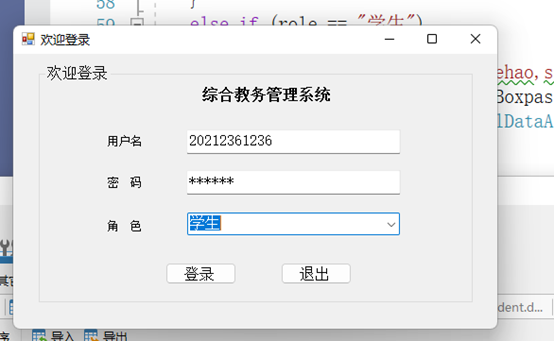 58
}
else if (role == "学生")
欢迎登录
欢迎登录
综合教务管理系统
用户名
20212361236
密 码
******
角 色
学生
登录
退出
ehao,s
Boxpas
lDataA
dent.d...
导入
导出